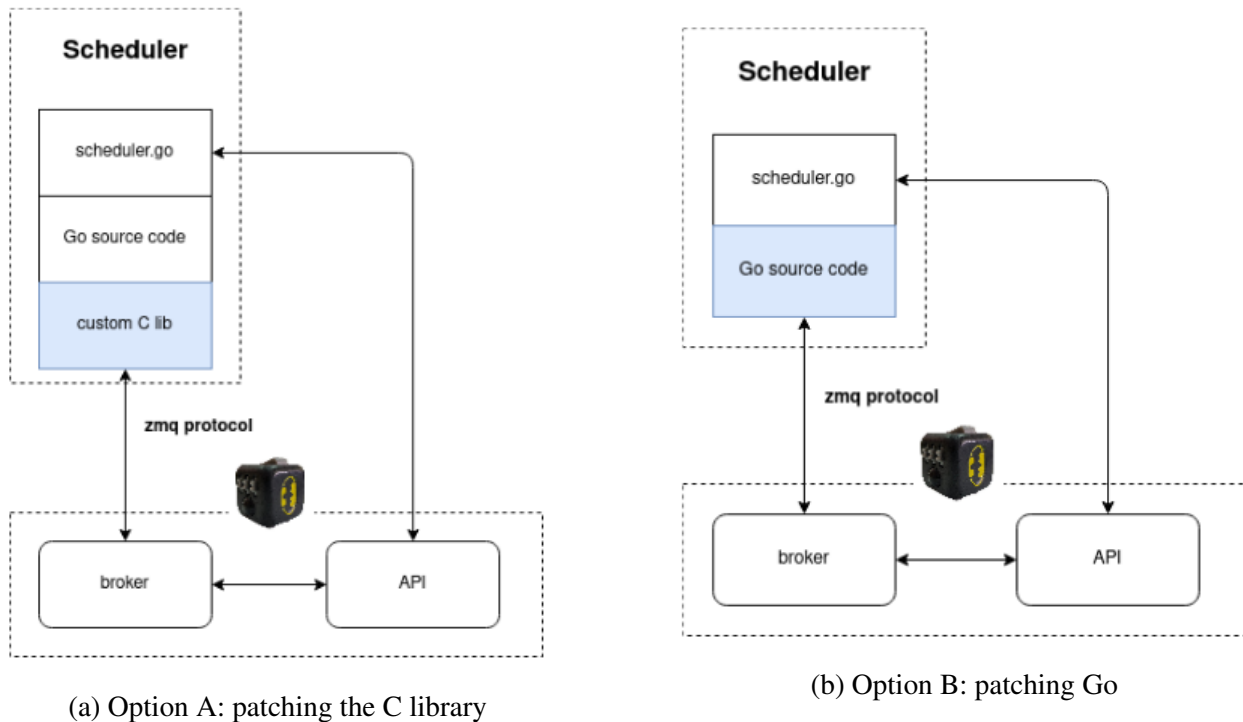 Scheduler
scheduler.go
Go source code
custom C lib
zmq protocol
broker
API
(a) Option A: patching the C library
Scheduler
scheduler.go
Go source code
zmq protocol
broker
API
(b) Option B: patching Go